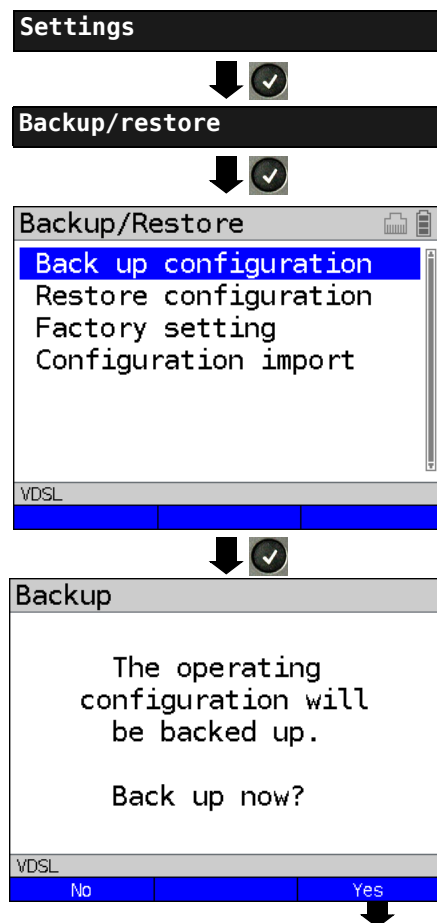 Settings
Backup/restore
Backup/Restore
Back up configuration
Restore configuration
Factory setting
Configuration import
VDSL
Backup
The operating
configuration will
be backed up.
Back up now?
VDSL
No Yes